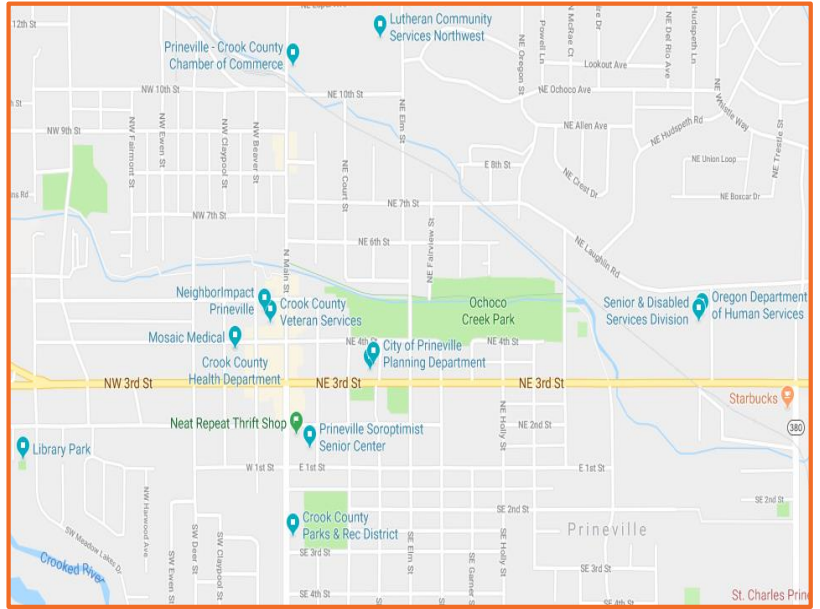 12th St
Lutheran Community
Services Northwest
Prineville - Crook County
Chamber of Commerce
Powell Ln
N McRae Ct
NE Del Rio Ave
Hudspeth Ln
Lookout Ave
NE Oregon St
NW 10th St
NE 10th St
NE Ochoco Ave
NE Whistle Way
NE Elm St
NW 9th St
NW Fairmont St
NW Ewen St
NW Claypool St
NW Beaver St
NE Allen Ave
NE Hudspeth Rd
NE Trestle St
NE Court St
E 8th St
NE Union Loop
NE Crest Dr
NE Boxcar Dr
NE 7th St
NW 7th St
NE Fairview St
NE 6th St
NE Laughlin Rd
N Main St
NeighborImpact
Prineville
Crook County
Veteran Services
Ochoco
Creek Park
Senior & Disabled
Services Division
Oregon Department
of Human Services
Mosaic Medical
NE 4th St
City of Prineville
Planning Department
NE 4th St
Crook County
Health Department
NW 3rd St
NE 3rd St
NE 3rd St
Starbucks
Neat Repeat Thrift Shop
Prineville Soroptimist
Senior Center
NE Holly St
NE 2nd St
380
Library Park
W 1st St
E 1st St
E 1st St
NW Harwood Ave
SE 2nd St
SE 2nd St
Crook County
Parks & Rec District
Prineville
SW Meadow Lakes Dr
SW Deer St
SW Claypool St
SW Ewen St
SE Elm St
SE Holly St
SE Garner S
SE 3rd St
SE 3rd St
Crooked River
SE 4th St
SE 4th St
St. Charles Prin